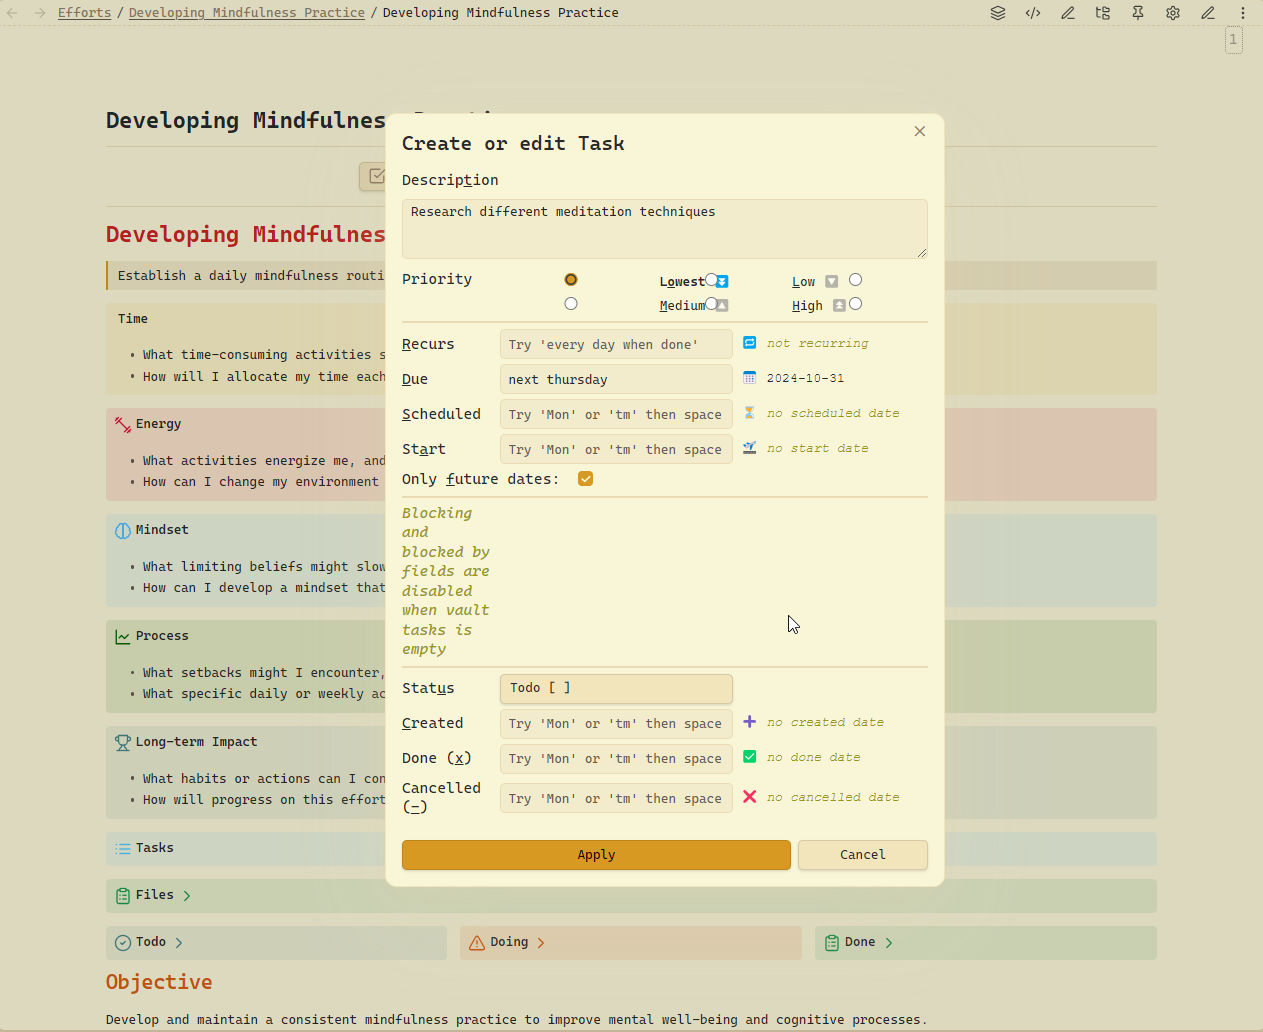 Efforts / Developing Mindfulness Practice / Developing Mindfulness Practice
1
Developing Mindfulness
Create or edit Task
Description
Research different meditation techniques
Priority
Lowest
Low
Medium
High
Recurs Try 'every day when done' not recurring
Due next thursday 2024-10-31
Scheduled Try 'Mon' or 'tm' then space no scheduled date
Start Try 'Mon' or 'tm' then space no start date
Only future dates:
Blocking
and
blocked by
fields are
disabled
when vault
tasks is
empty
Status Todo [ ]
Created Try 'Mon' or 'tm' then space no created date
Done (x) Try 'Mon' or 'tm' then space no done date
Cancelled
(-) Try 'Mon' or 'tm' then space no cancelled date
Apply Cancel
Developing Mindfulnes
Establish a daily mindfulness routi
Time
• What time-consuming activities s
• How will I allocate my time each
Energy
• What activities energize me, and
• How can I change my environment
Mindset
• What limiting beliefs might slow
• How can I develop a mindset that
Process
• What setbacks might I encounter,
• What specific daily or weekly ac
Long-term Impact
• What habits or actions can I con
• How will progress on this effort
Tasks
Files
Todo
Doing
Done
Objective
Develop and maintain a consistent mindfulness practice to improve mental well-being and cognitive processes.